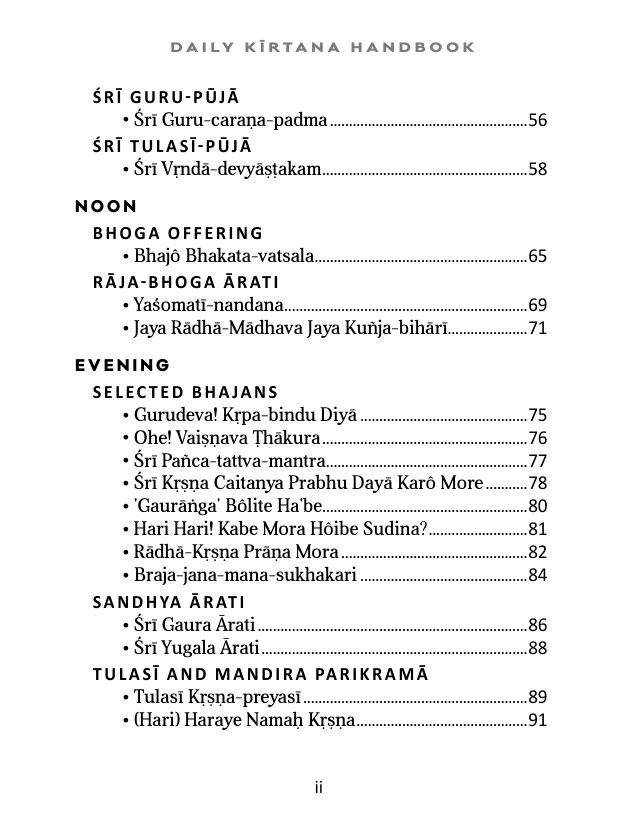 DAILY KĪRTANA HANDBOOK
ŚRĪ GURU-PŪJĀ
• Śrī Guru-caraṇa-padma....................................................56
ŚRĪ TULASĪ-PŪJĀ
• Śrī Vṛndā-devyāṣṭakam......................................................58
NOON
BHOGA OFFERING
• Bhajô Bhakata-vatsala........................................................65
RĀJA-BHOGA ĀRATI
• Yaśomatī-nandana................................................................69
• Jaya Rādhā-Mādhava Jaya Kuñja-bihārī.....................71
EVENING
SELECTED BHAJANS
• Gurudeva! Kṛpa-bindu Diyā............................................75
• Ohe! Vaiṣṇava Ṭhākura......................................................76
• Śrī Pañca-tattva-mantra.....................................................77
• Śrī Kṛṣṇa Caitanya Prabhu Dayā Karô More...........78
• 'Gaurāṅga' Bôlite Ha'be......................................................80
• Hari Hari! Kabe Mora Hôibe Sudina?..........................81
• Rādhā-Kṛṣṇa Prāṇa Mora.................................................82
• Braja-jana-mana-sukhakari............................................84
SANDHYA ĀRATI
• Śrī Gaura Ārati.......................................................................86
• Śrī Yugala Ārati......................................................................88
TULASĪ AND MANDIRA PARIKRAMĀ
• Tulasī Kṛṣṇa-preyasī...........................................................89
• (Hari) Haraye Namaḥ Kṛṣṇa.............................................91
ii